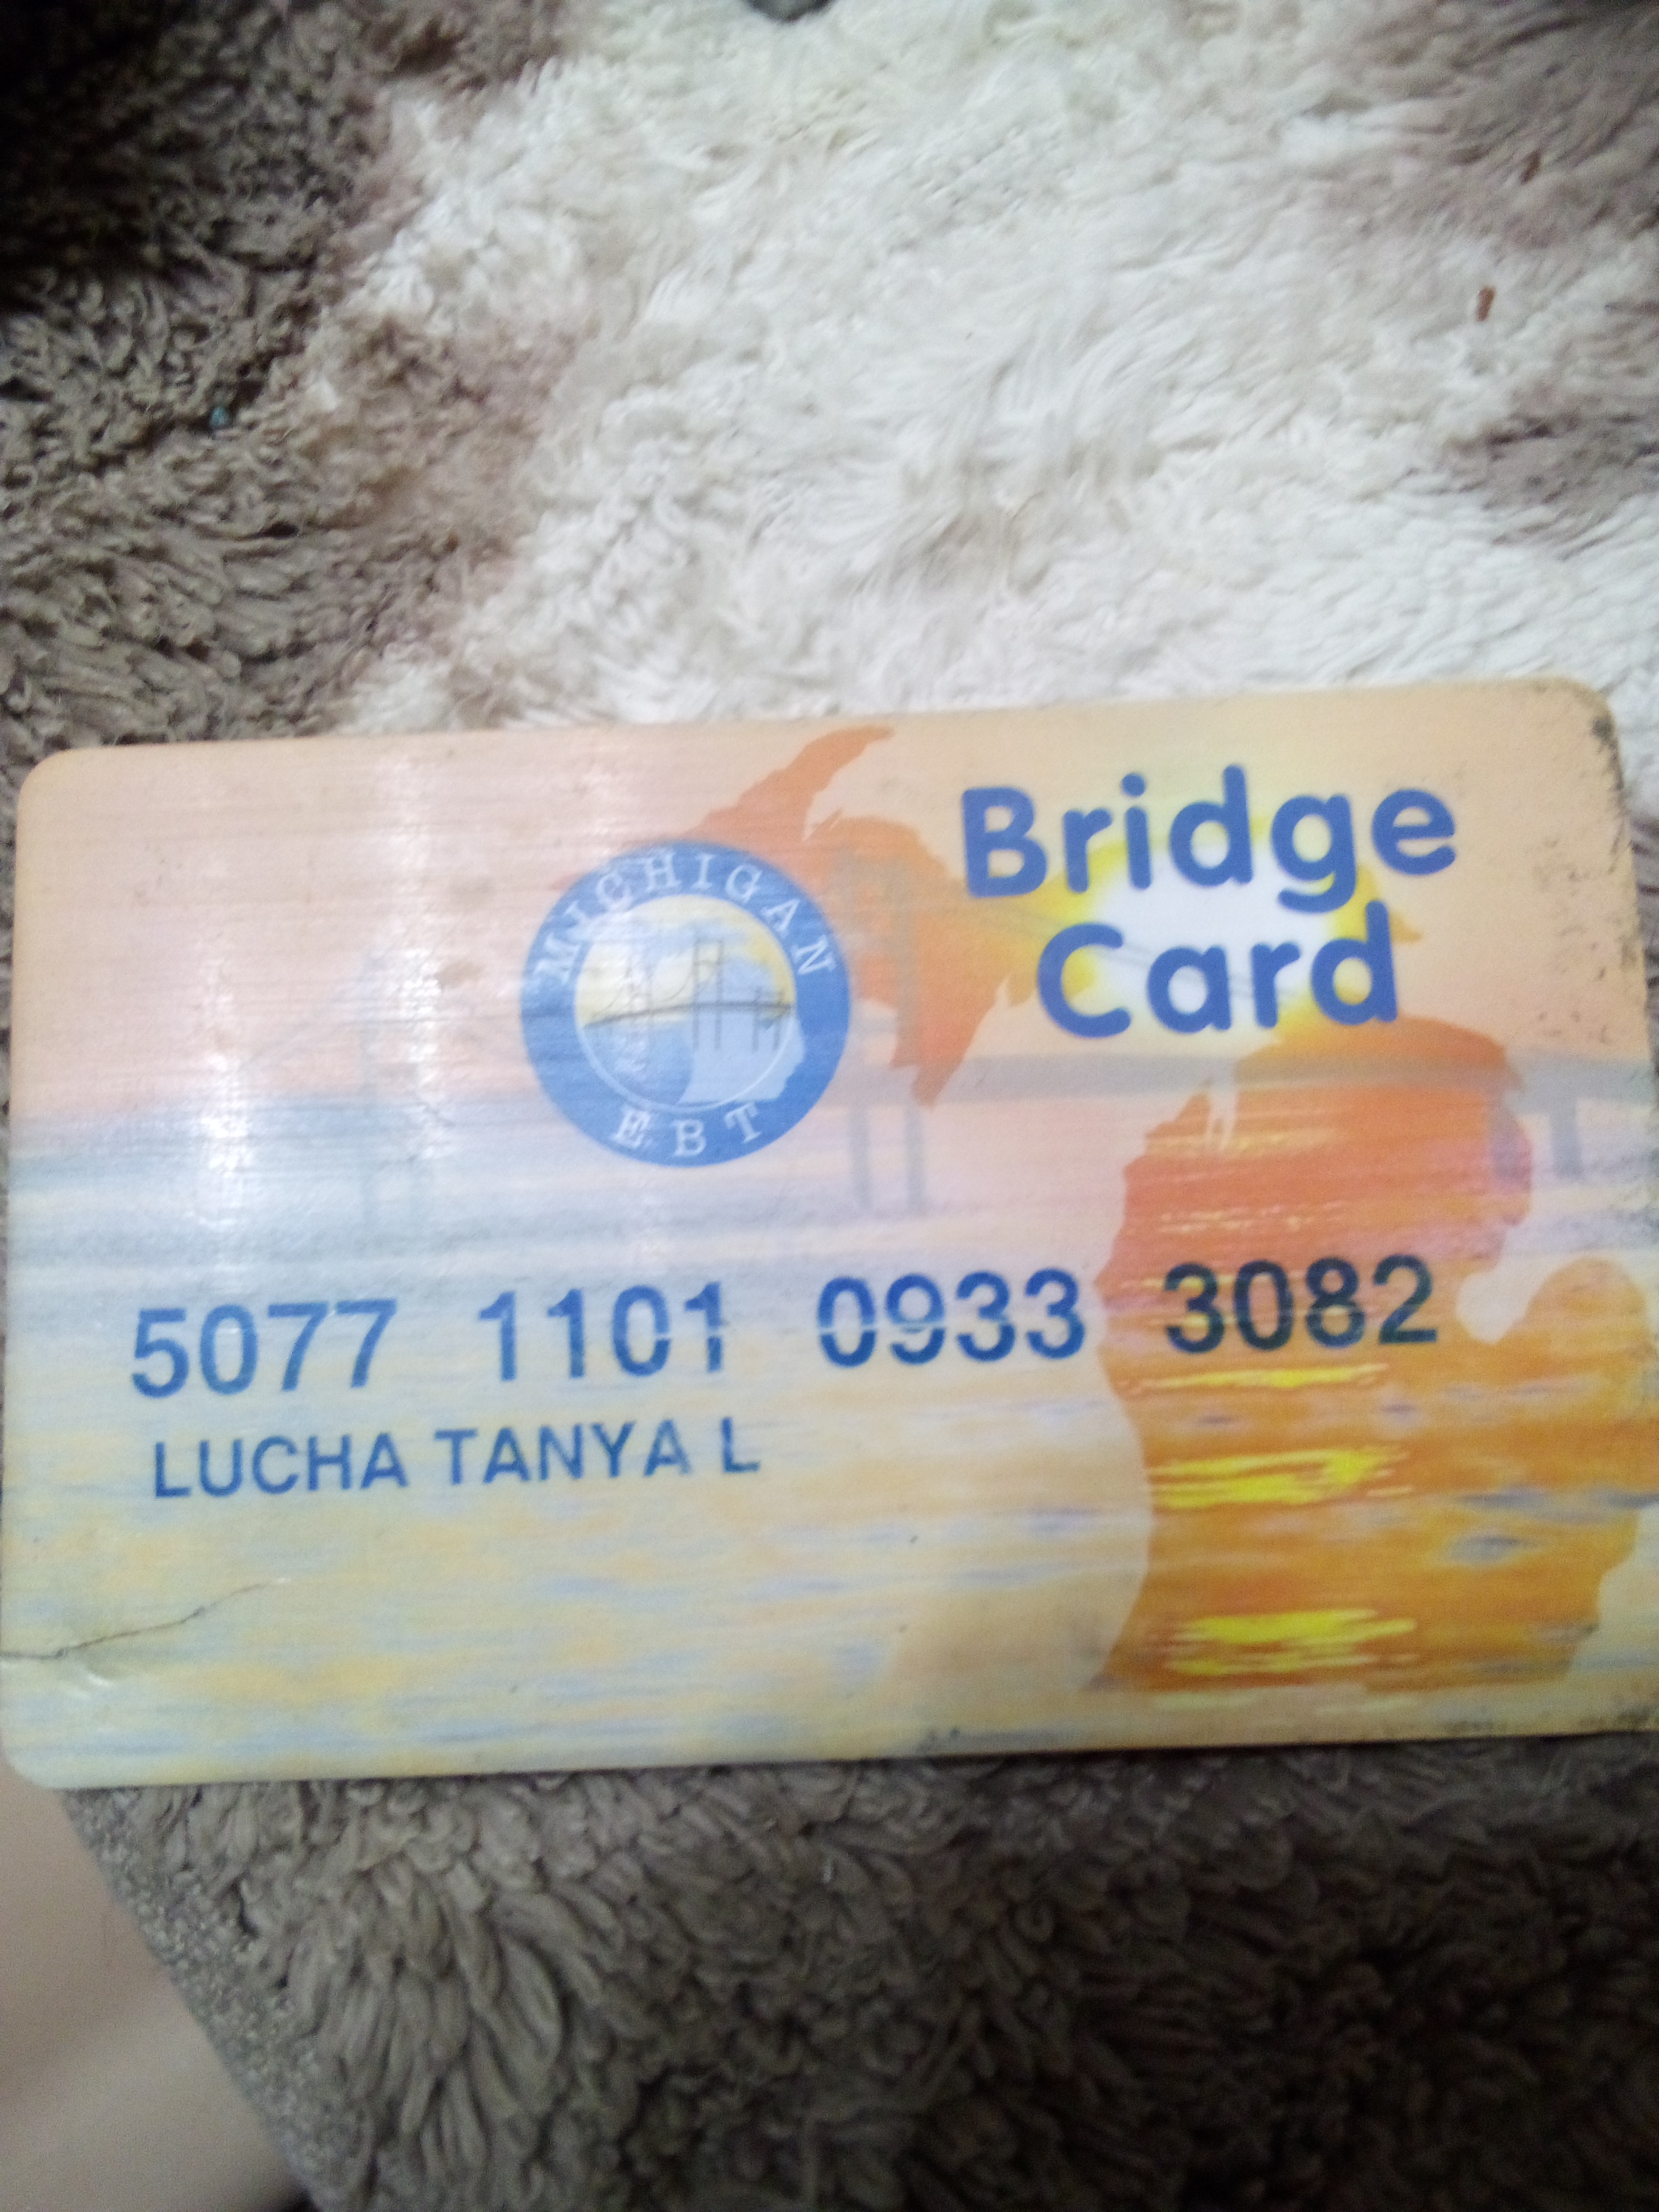 Bridge
Card
MICHIGAN
EBT
5077 1101 0933 3082
LUCHA TANYA L